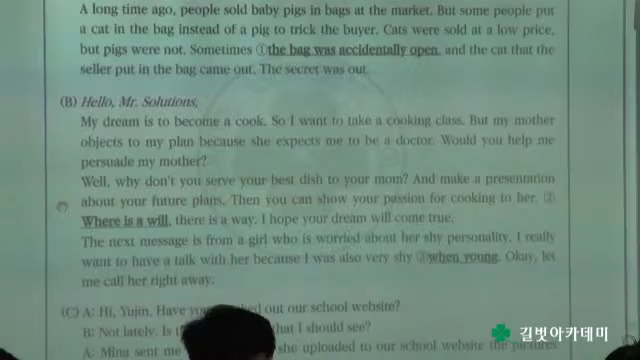 A long time ago, people sold baby pigs in bags at the market. But some people put
a cat in the bag instead of a pig to trick the buyer. Cats were sold at a low price,
but pigs were not. Sometimes ①the bag was accidentally open, and the cat that the
seller put in the bag came out. The secret was out.
(B) Hello, Mr. Solutions,
My dream is to become a cook. So I want to take a cooking class. But my mother
objects to my plan because she expects me to be a doctor. Would you help me
persuade my mother?
Well, why don't you serve your best dish to your mom? And make a presentation
about your future plans. Then you can show your passion for cooking to her. ②
Where is a will, there is a way. I hope your dream will come true.
The next message is from a girl who is worried about her shy personality. I really
want to have a talk with her because I was also very shy ③when young. Okay, let
me call her right away.
(C) A: Hi, Yujin. Have you out our school website?
B: Not lately. Is that I should see?
A: Mina sent me she uploaded to our school website the pictures
길벗아카데미